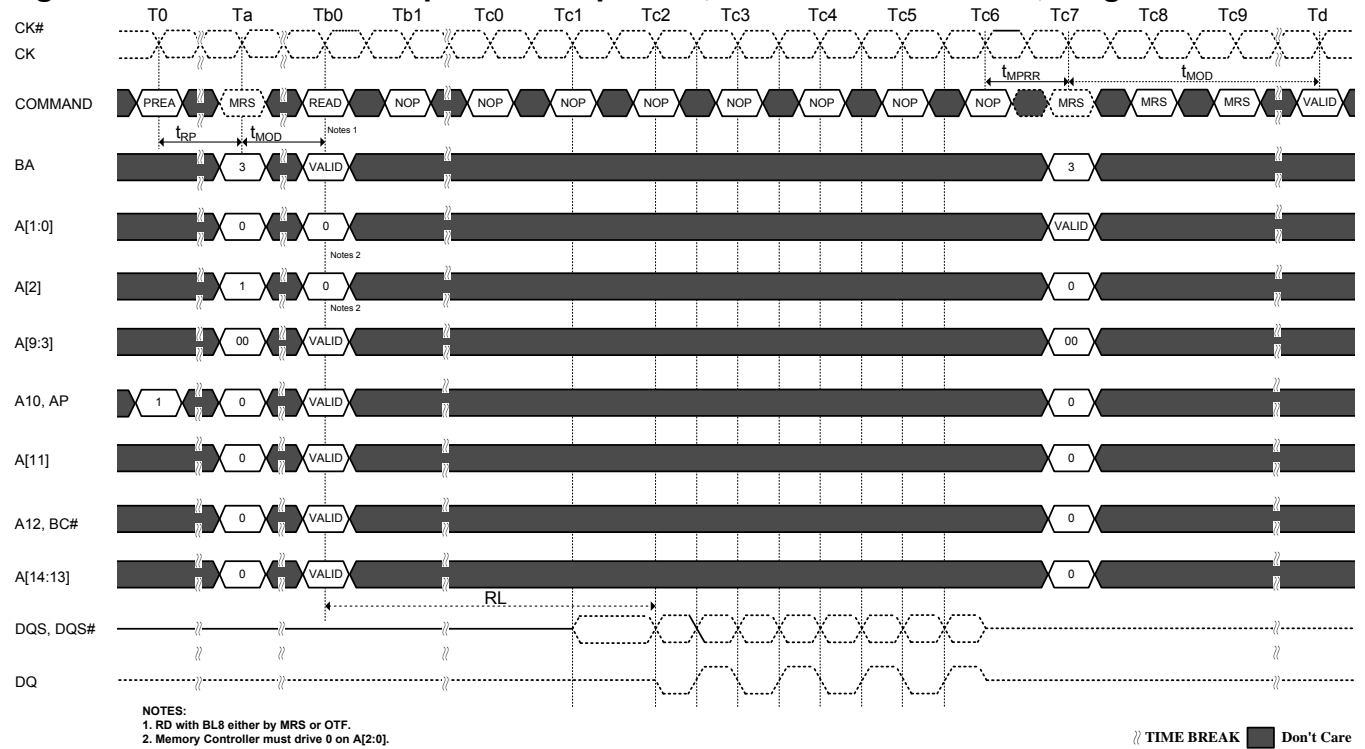 T0 Ta Tb0 Tb1 Tc0 Tc1 Tc2 Tc3 Tc4 Tc5 Tc6 Tc7 Tc8 Tc9 Td
CK#
CK
tMPRR tMOD
COMMAND PREA MRS READ NOP NOP NOP NOP NOP NOP NOP NOP MRS MRS MRS VALID
tRP tMOD Notes 1
BA 3 VALID 3
A[1:0] 0 0 VALID
Notes 2
A[2] 1 0 0
Notes 2
A[9:3] 00 VALID 00
A10, AP 1 0 VALID 0
A[11] 0 VALID 0
A12, BC# 0 VALID 0
A[14:13] 0 VALID 0
RL
DQS, DQS#
DQ
NOTES:
1. RD with BL8 either by MRS or OTF.
2. Memory Controller must drive 0 on A[2:0].
TIME BREAK Don't Care